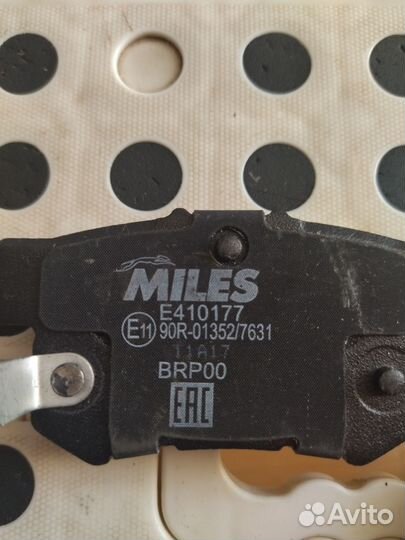 MILES
E410177
E11 90R-01352/7631
11A17
BRP00
EAC
Avito